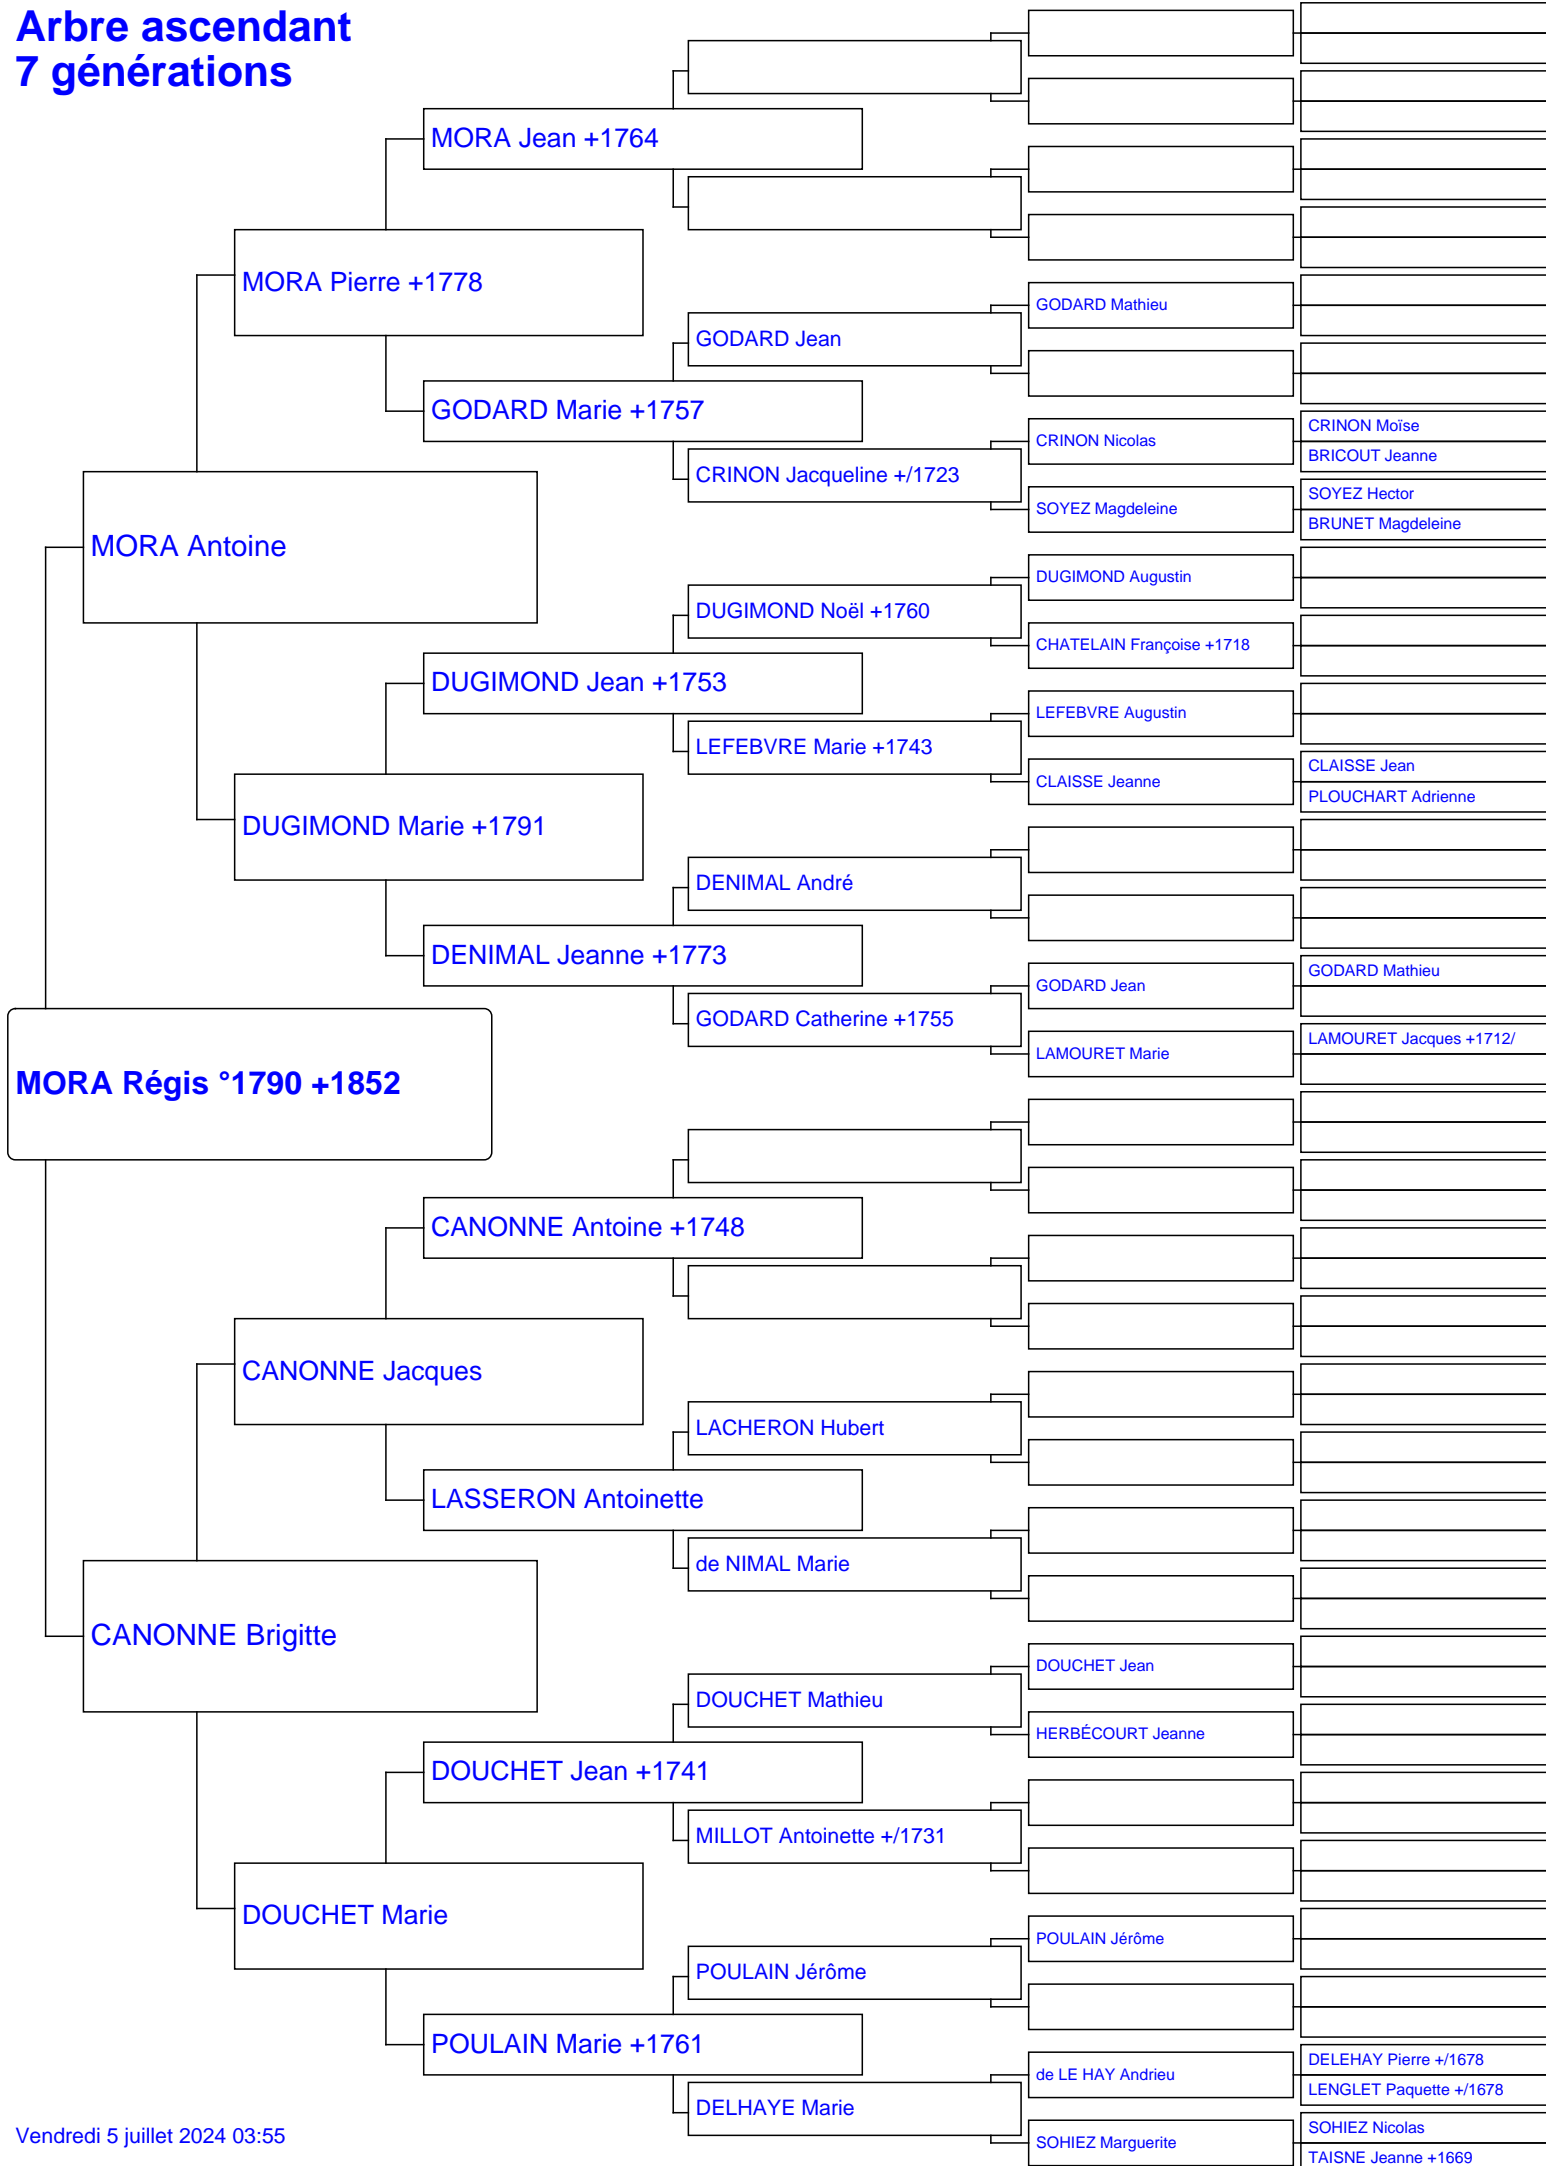 Arbre ascendant
7 générations
MORA Jean +1764
MORA Pierre +1778
GODARD Mathieu
GODARD Jean
GODARD Marie +1757
CRINON Moïse
CRINON Nicolas
BRICOUT Jeanne
CRINON Jacqueline +/1723
SOYEZ Hector
SOYEZ Magdeleine
BRUNET Magdeleine
MORA Antoine
DUGIMOND Augustin
DUGIMOND Noël +1760
CHATELAIN Françoise +1718
DUGIMOND Jean +1753
LEFEBVRE Augustin
LEFEBVRE Marie +1743
CLAISSE Jean
CLAISSE Jeanne
PLOUCHART Adrienne
DUGIMOND Marie +1791
DENIMAL André
DENIMAL Jeanne +1773
GODARD Mathieu
GODARD Jean
GODARD Catherine +1755
LAMOURET Jacques +1712/
LAMOURET Marie
MORA Régis °1790 +1852
CANONNE Antoine +1748
CANONNE Jacques
LACHERON Hubert
LASSERON Antoinette
de NIMAL Marie
CANONNE Brigitte
DOUCHET Jean
DOUCHET Mathieu
HERBÉCOURT Jeanne
DOUCHET Jean +1741
MILLOT Antoinette +/1731
DOUCHET Marie
POULAIN Jérôme
POULAIN Jérôme
POULAIN Marie +1761
DELEHAY Pierre +/1678
de LE HAY Andrieu
LENGLET Paquette +/1678
DELHAYE Marie
SOHIEZ Nicolas
SOHIEZ Marguerite
TAISNE Jeanne +1669
Vendredi 5 juillet 2024 03:55